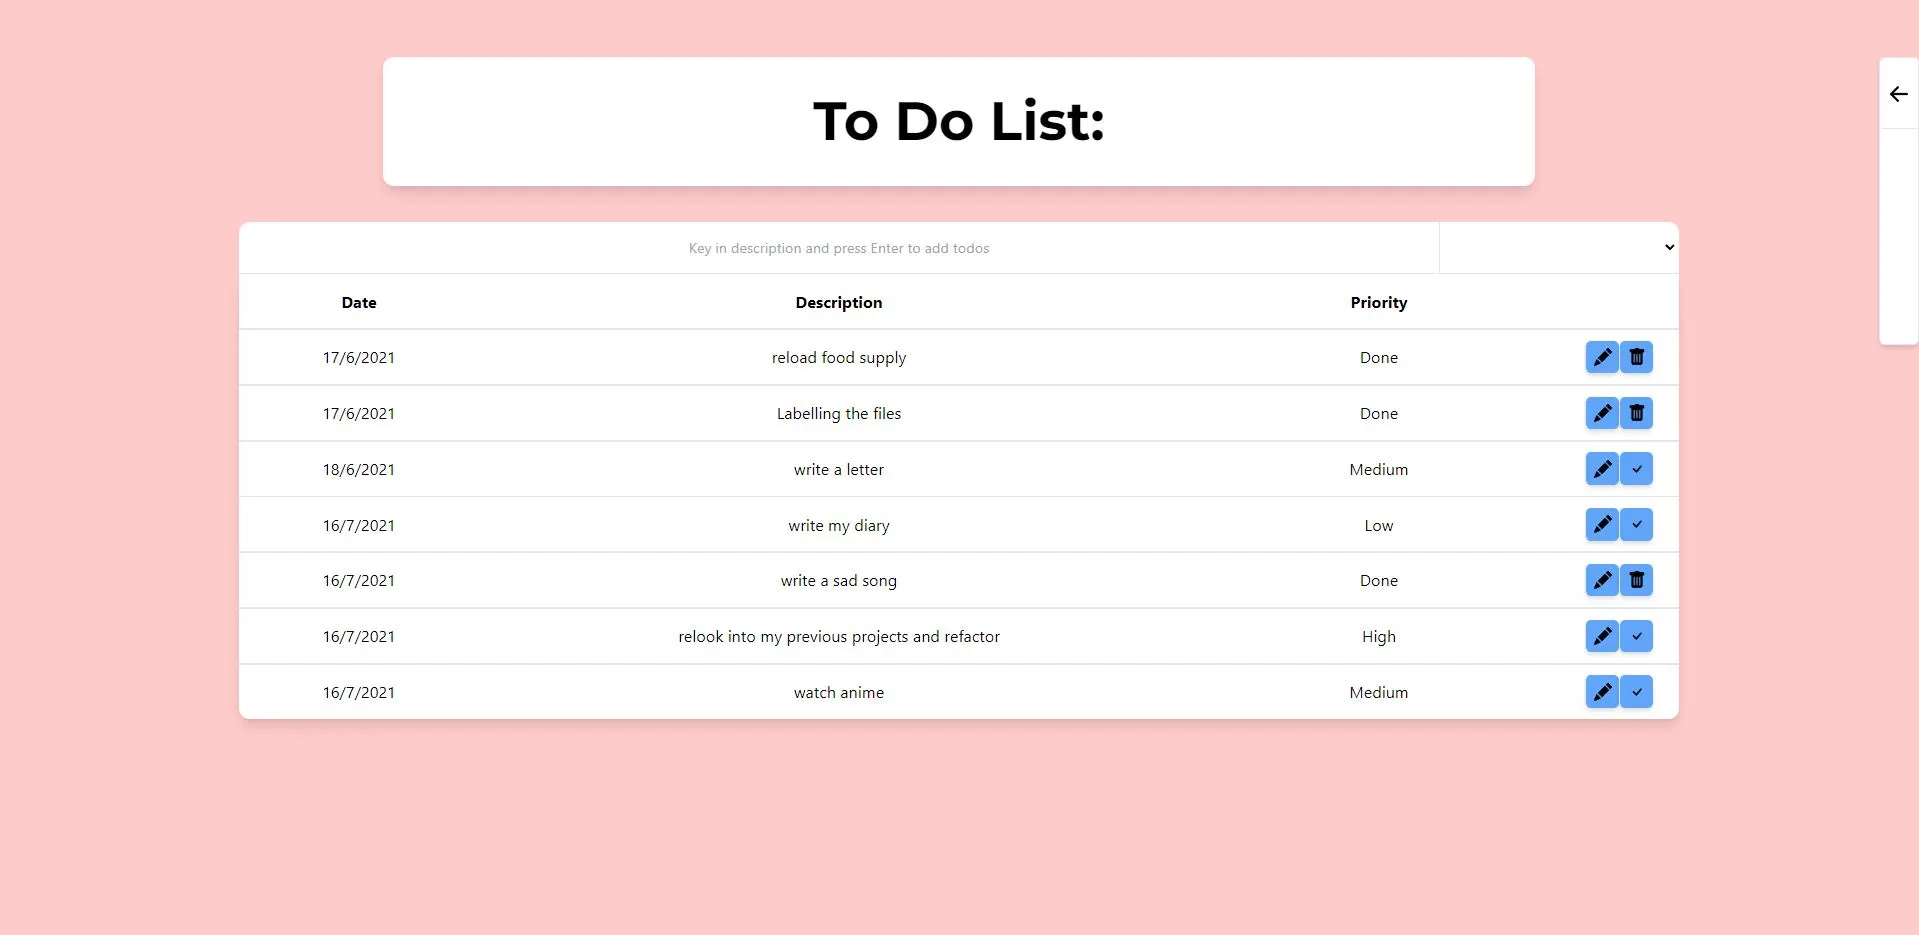 To Do List:
Key in description and press Enter to add todos
Date Description Priority
17/6/2021 reload food supply Done
17/6/2021 Labelling the files Done
18/6/2021 write a letter Medium
16/7/2021 write my diary Low
16/7/2021 write a sad song Done
16/7/2021 relook into my previous projects and refactor High
16/7/2021 watch anime Medium